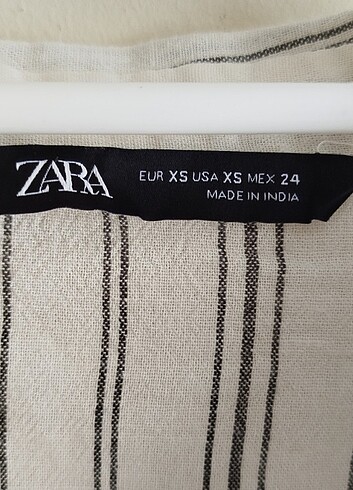 ZARA
EUR XS USA XS MEX 24
MADE IN INDIA